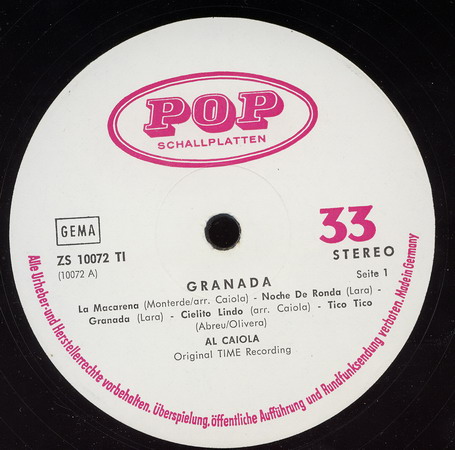 POP
SCHALLPLATTEN
GEMA
33
ZS 10072 TI
STEREO
(10072 A)
Seite 1
GRANADA
La Macarena (Monterde/arr. Caiola) - Noche De Ronda (Lara) -
Granada (Lara) - Cielito Lindo (arr. Caiola) - Tico Tico
(Abreu/Olivera)
AL CAIOLA
Original TIME Recording
Alle Urheber-und Herstellerrechte vorbehalten. Überspielung, öffentliche Aufführung und Rundfunksendung verboten. Made in Germany